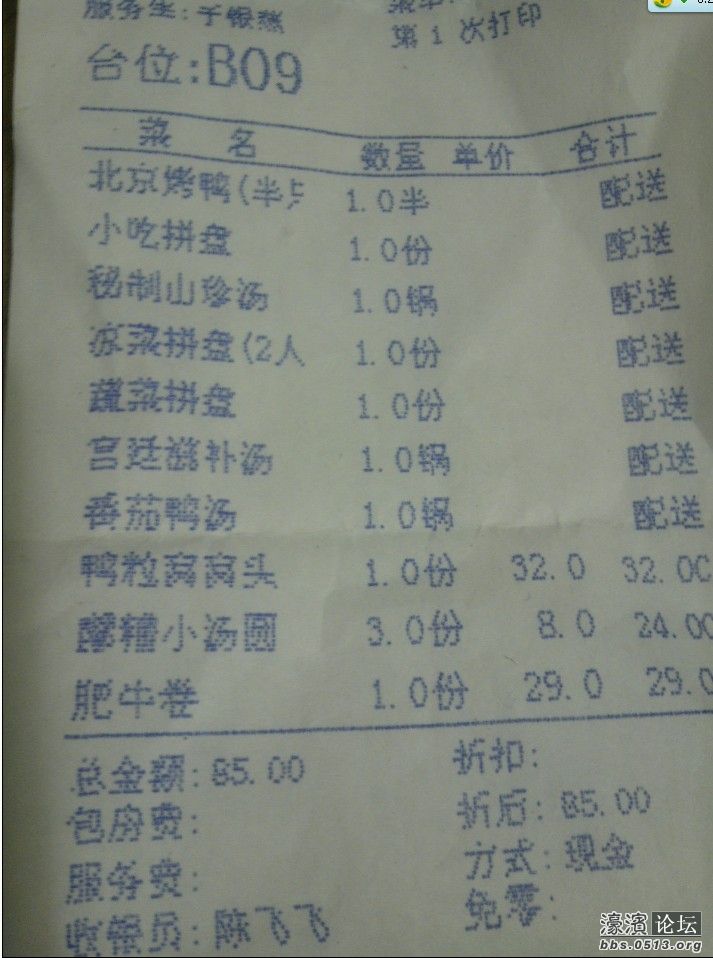 服务生:于银燕
第 1 次打印
台位:B09
菜 名 数量 单价 合计
北京烤鸭(半 1.0半 配送
小吃拼盘 1.0份 配送
秘制山珍汤 1.0锅 配送
凉菜拼盘(2人 1.0份 配送
蔬菜拼盘 1.0份 配送
宫廷滋补汤 1.0锅 配送
番茄鸭汤 1.0锅 配送
鸭粒窝窝头 1.0份 32.0 32.0
醪糟小汤圆 3.0份 8.0 24.00
肥牛卷 1.0份 29.0 29.0
总金额: 85.00 折扣:
包房费: 折后: 85.00
服务费: 方式: 现金
收银员: 陈飞飞 免零:
濠滨论坛
bbs.0513.org